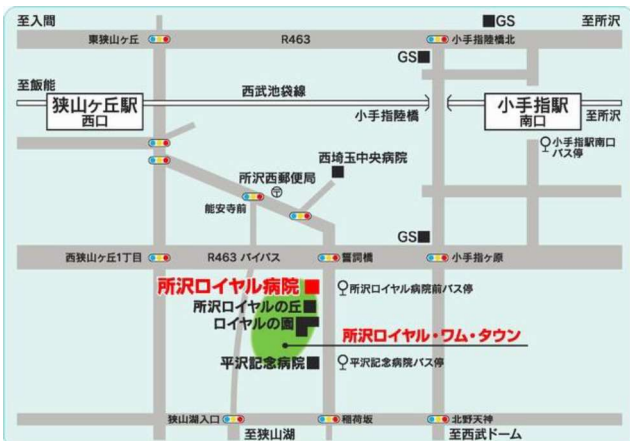 至入間
■GS
至所沢
東狭山ヶ丘
R463
小手指陸橋北
GS■
至飯能
西武池袋線
狭山ヶ丘駅
西口
小手指陸橋
小手指駅
南口
至所沢
小手指駅南口
バス停
西埼玉中央病院
所沢西郵便局
能安寺前
GS■
西狭山ヶ丘1丁目
R463 バイパス
誓詞橋
小手指ヶ原
所沢ロイヤル病院
所沢ロイヤル病院前バス停
所沢ロイヤルの丘
ロイヤルの園
所沢ロイヤル・ワム・タウン
平沢記念病院
平沢記念病院バス停
狭山湖入口
稲荷坂
北野天神
至狭山湖
至西武ドーム